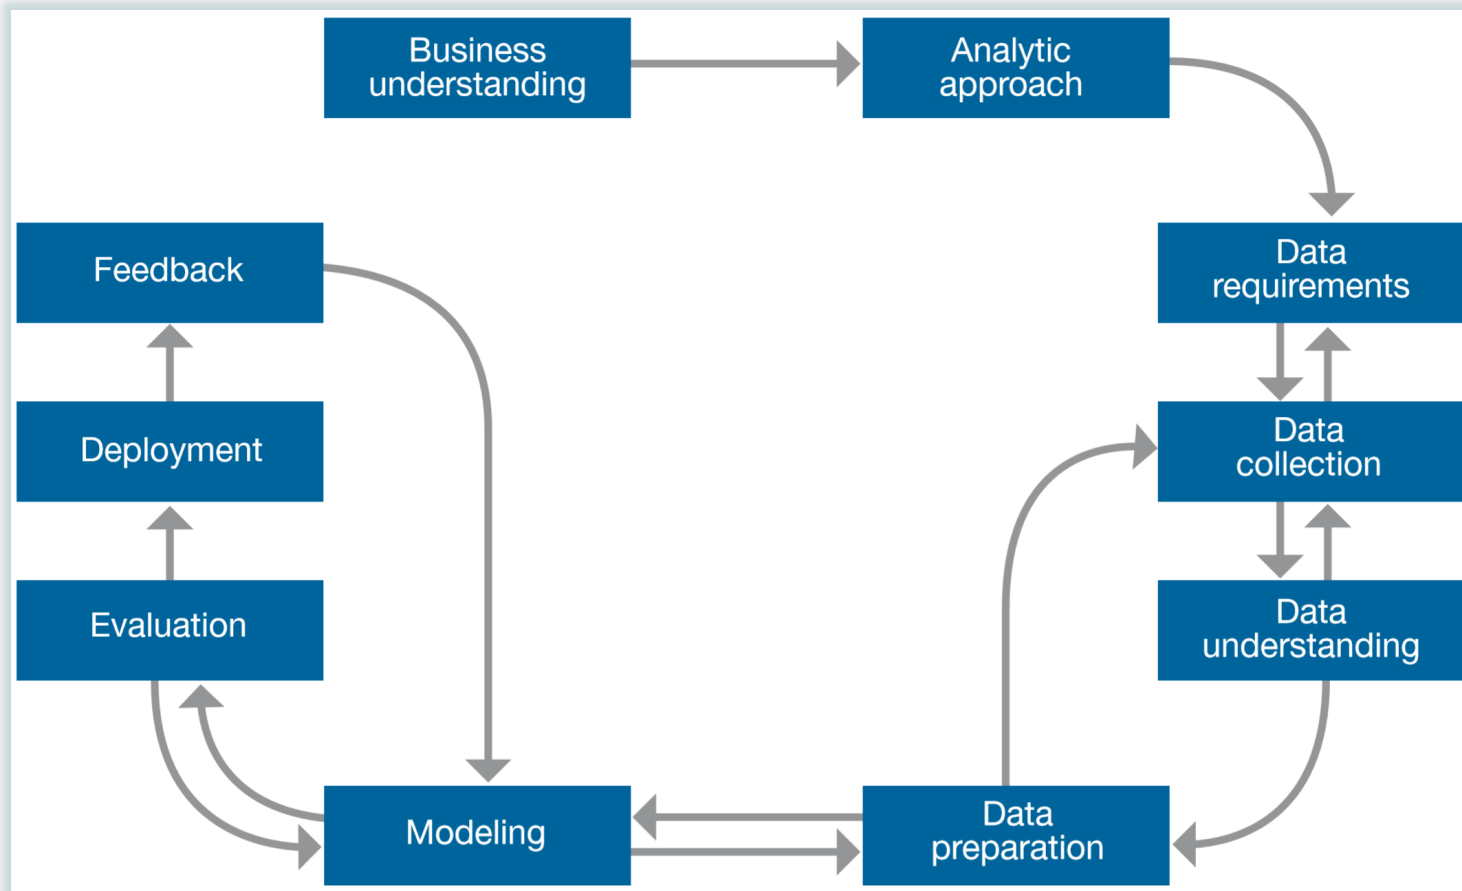 Business
understanding
Analytic
approach
Feedback
Data
requirements
Deployment
Data
collection
Evaluation
Data
understanding
Modeling
Data
preparation